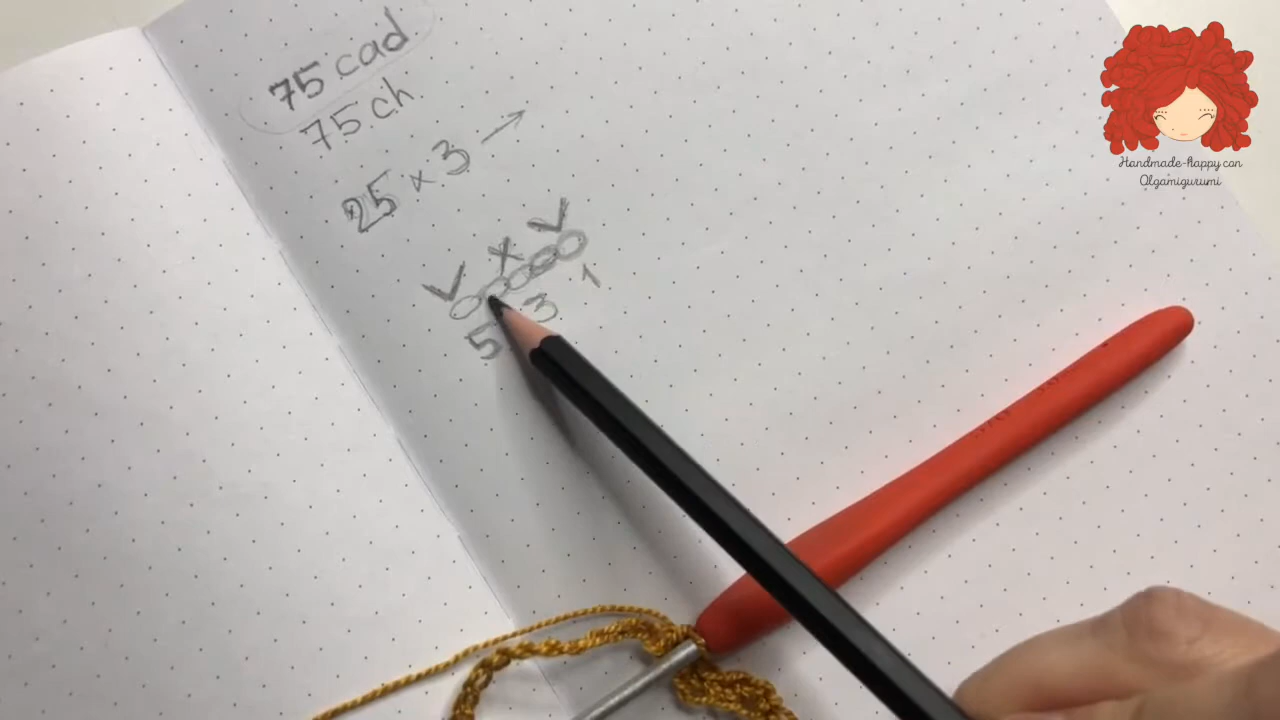 75 cad
75 ch
25 x 3 →
V X V
5 3 1
Handmade-Happy con
Olgamigurumi